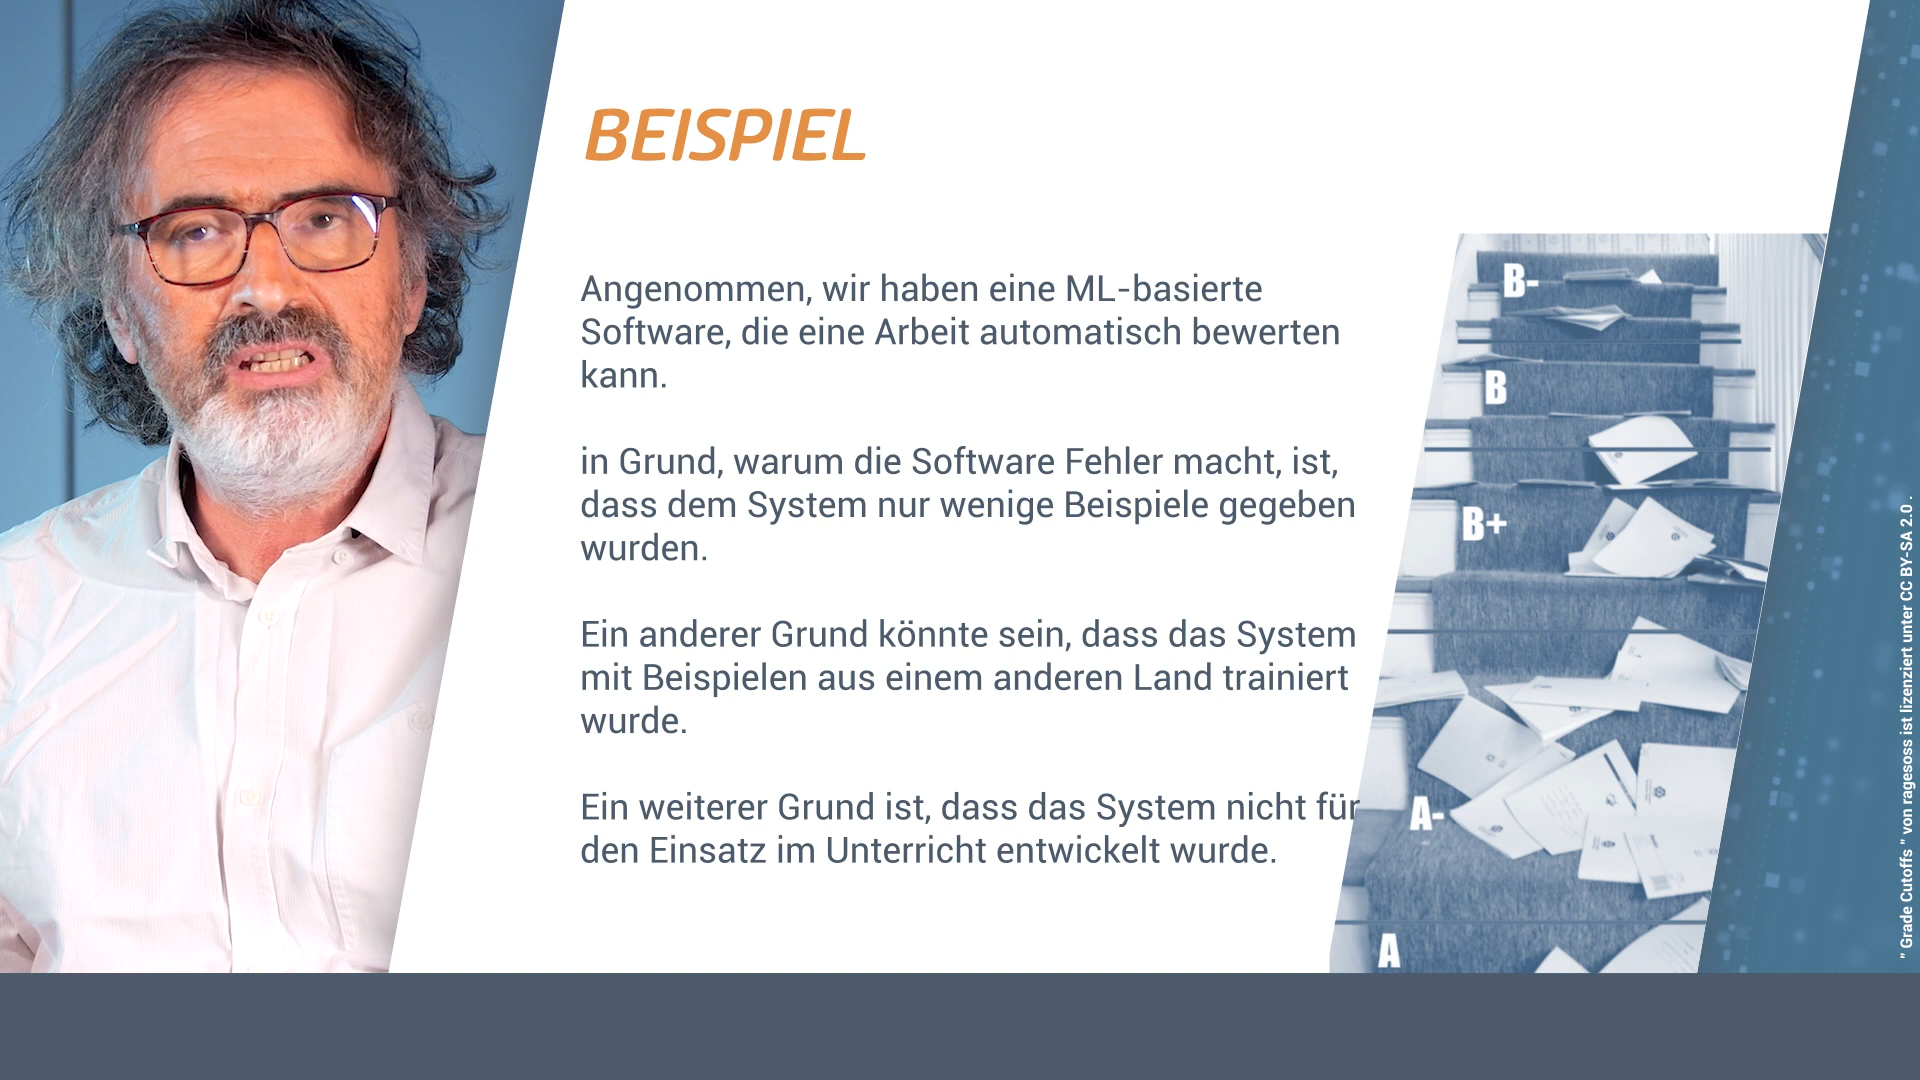 BEISPIEL
Angenommen, wir haben eine ML-basierte
Software, die eine Arbeit automatisch bewerten
kann.
in Grund, warum die Software Fehler macht, ist,
dass dem System nur wenige Beispiele gegeben
wurden.
Ein anderer Grund könnte sein, dass das System
mit Beispielen aus einem anderen Land trainiert
wurde.
Ein weiterer Grund ist, dass das System nicht für
den Einsatz im Unterricht entwickelt wurde.
B-
B
B+
A-
A
" Grade Cutoffs " von ragesoss ist lizenziert unter CC BY-SA 2.0 .